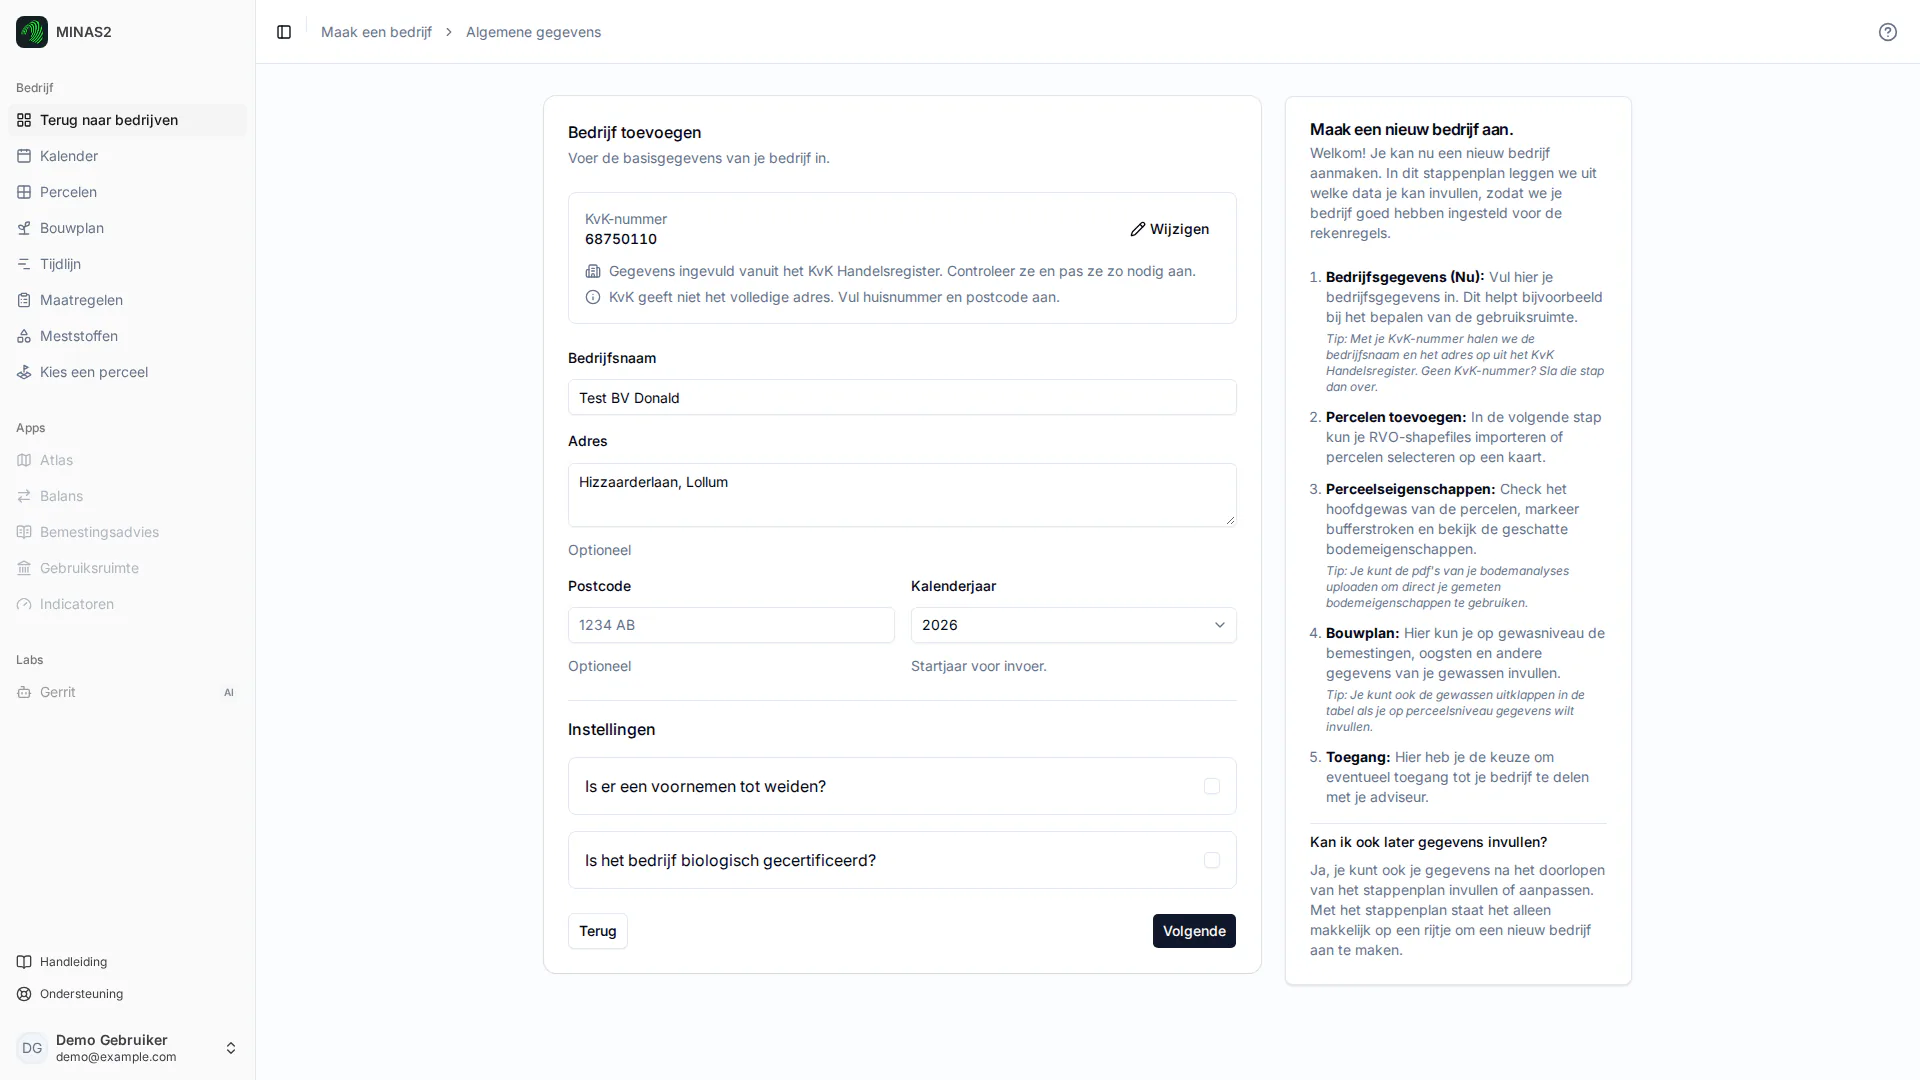 MINAS2
Bedrijf
Terug naar bedrijven
Kalender
Percelen
Bouwplan
Tijdlijn
Maatregelen
Meststoffen
Kies een perceel
Apps
Atlas
Balans
Bemestingsadvies
Gebruiksruimte
Indicatoren
Labs
Gerrit AI
Handleiding
Ondersteuning
DG
Demo Gebruiker
demo@example.com
Maak een bedrijf > Algemene gegevens
Bedrijf toevoegen
Voer de basisgegevens van je bedrijf in.
KvK-nummer
68750110
Wijzigen
Gegevens ingevuld vanuit het KvK Handelsregister. Controleer ze en pas ze zo nodig aan.
KvK geeft niet het volledige adres. Vul huisnummer en postcode aan.
Bedrijfsnaam
Test BV Donald
Adres
Hizzaarderlaan, Lollum
Optioneel
Postcode
1234 AB
Optioneel
Kalenderjaar
2026
Startjaar voor invoer.
Instellingen
Is er een voornemen tot weiden?
Is het bedrijf biologisch gecertificeerd?
Terug
Volgende
Maak een nieuw bedrijf aan.
Welkom! Je kan nu een nieuw bedrijf
aanmaken. In dit stappenplan leggen we uit
welke data je kan invullen, zodat we je
bedrijf goed hebben ingesteld voor de
rekenregels.
1. Bedrijfsgegevens (Nu): Vul hier je
bedrijfsgegevens in. Dit helpt bijvoorbeeld
bij het bepalen van de gebruiksruimte.
Tip: Met je KvK-nummer halen we de
bedrijfsnaam en het adres op uit het KvK
Handelsregister. Geen KvK-nummer? Sla die stap
dan over.
2. Percelen toevoegen: In de volgende stap
kun je RVO-shapefiles importeren of
percelen selecteren op een kaart.
3. Perceelseigenschappen: Check het
hoofdgewas van de percelen, markeer
bufferstroken en bekijk de geschatte
bodemeigenschappen.
Tip: Je kunt de pdf's van je bodemanalyses
uploaden om direct je gemeten
bodemeigenschappen te gebruiken.
4. Bouwplan: Hier kun je op gewasniveau de
bemestingen, oogsten en andere
gegevens van je gewassen invullen.
Tip: Je kunt ook de gewassen uitklappen in de
tabel als je op perceelsniveau gegevens wilt
invullen.
5. Toegang: Hier heb je de keuze om
eventueel toegang tot je bedrijf te delen
met je adviseur.
Kan ik ook later gegevens invullen?
Ja, je kunt ook je gegevens na het doorlopen
van het stappenplan invullen of aanpassen.
Met het stappenplan staat het alleen
makkelijk op een rijtje om een nieuw bedrijf
aan te maken.